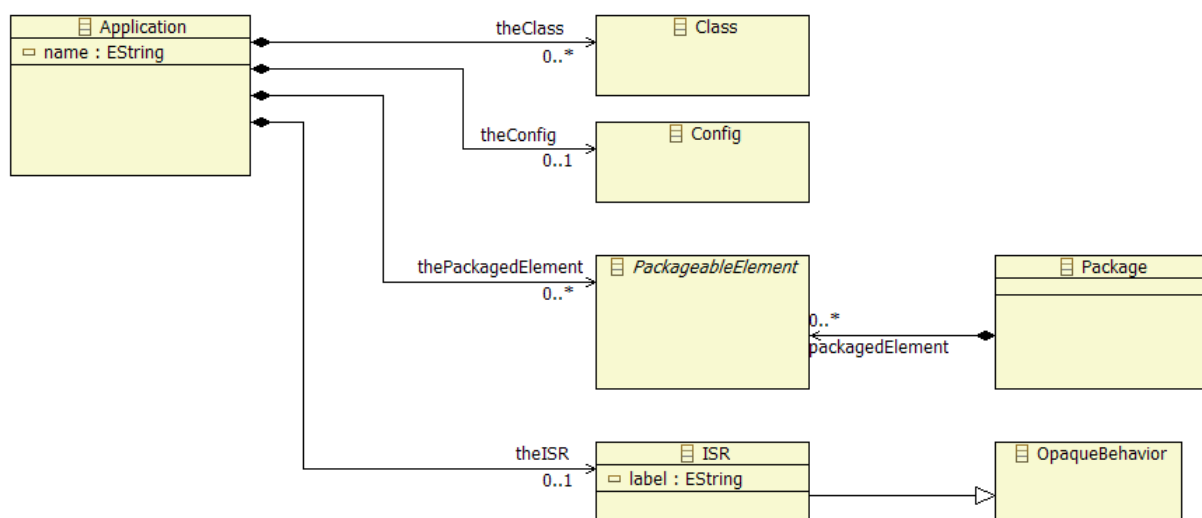 Application
name : EString
theClass
0..*
Class
theConfig
0..1
Config
thePackagedElement
0..*
PackageableElement
Package
0..*
packagedElement
theISR
0..1
ISR
label : EString
OpaqueBehavior